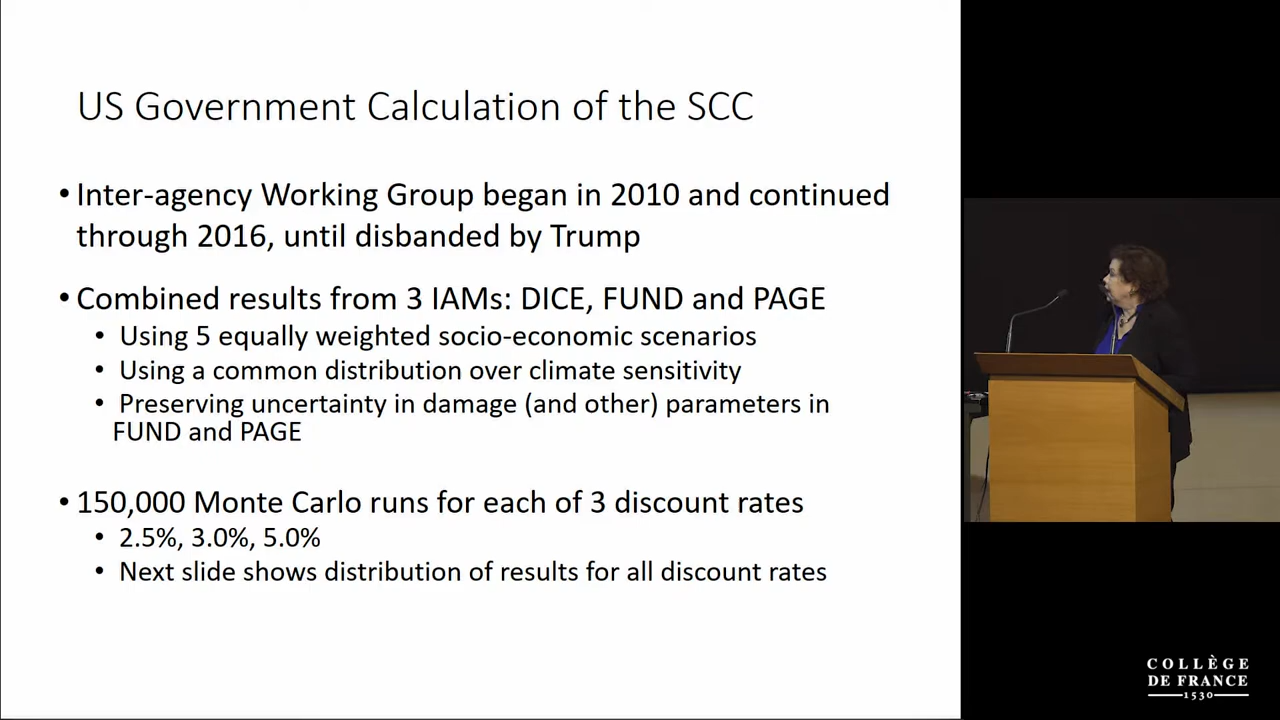 US Government Calculation of the SCC
• Inter-agency Working Group began in 2010 and continued
through 2016, until disbanded by Trump
• Combined results from 3 IAMs: DICE, FUND and PAGE
• Using 5 equally weighted socio-economic scenarios
• Using a common distribution over climate sensitivity
• Preserving uncertainty in damage (and other) parameters in
FUND and PAGE
• 150,000 Monte Carlo runs for each of 3 discount rates
• 2.5%, 3.0%, 5.0%
• Next slide shows distribution of results for all discount rates
COLLÈGE
DE FRANCE
1530